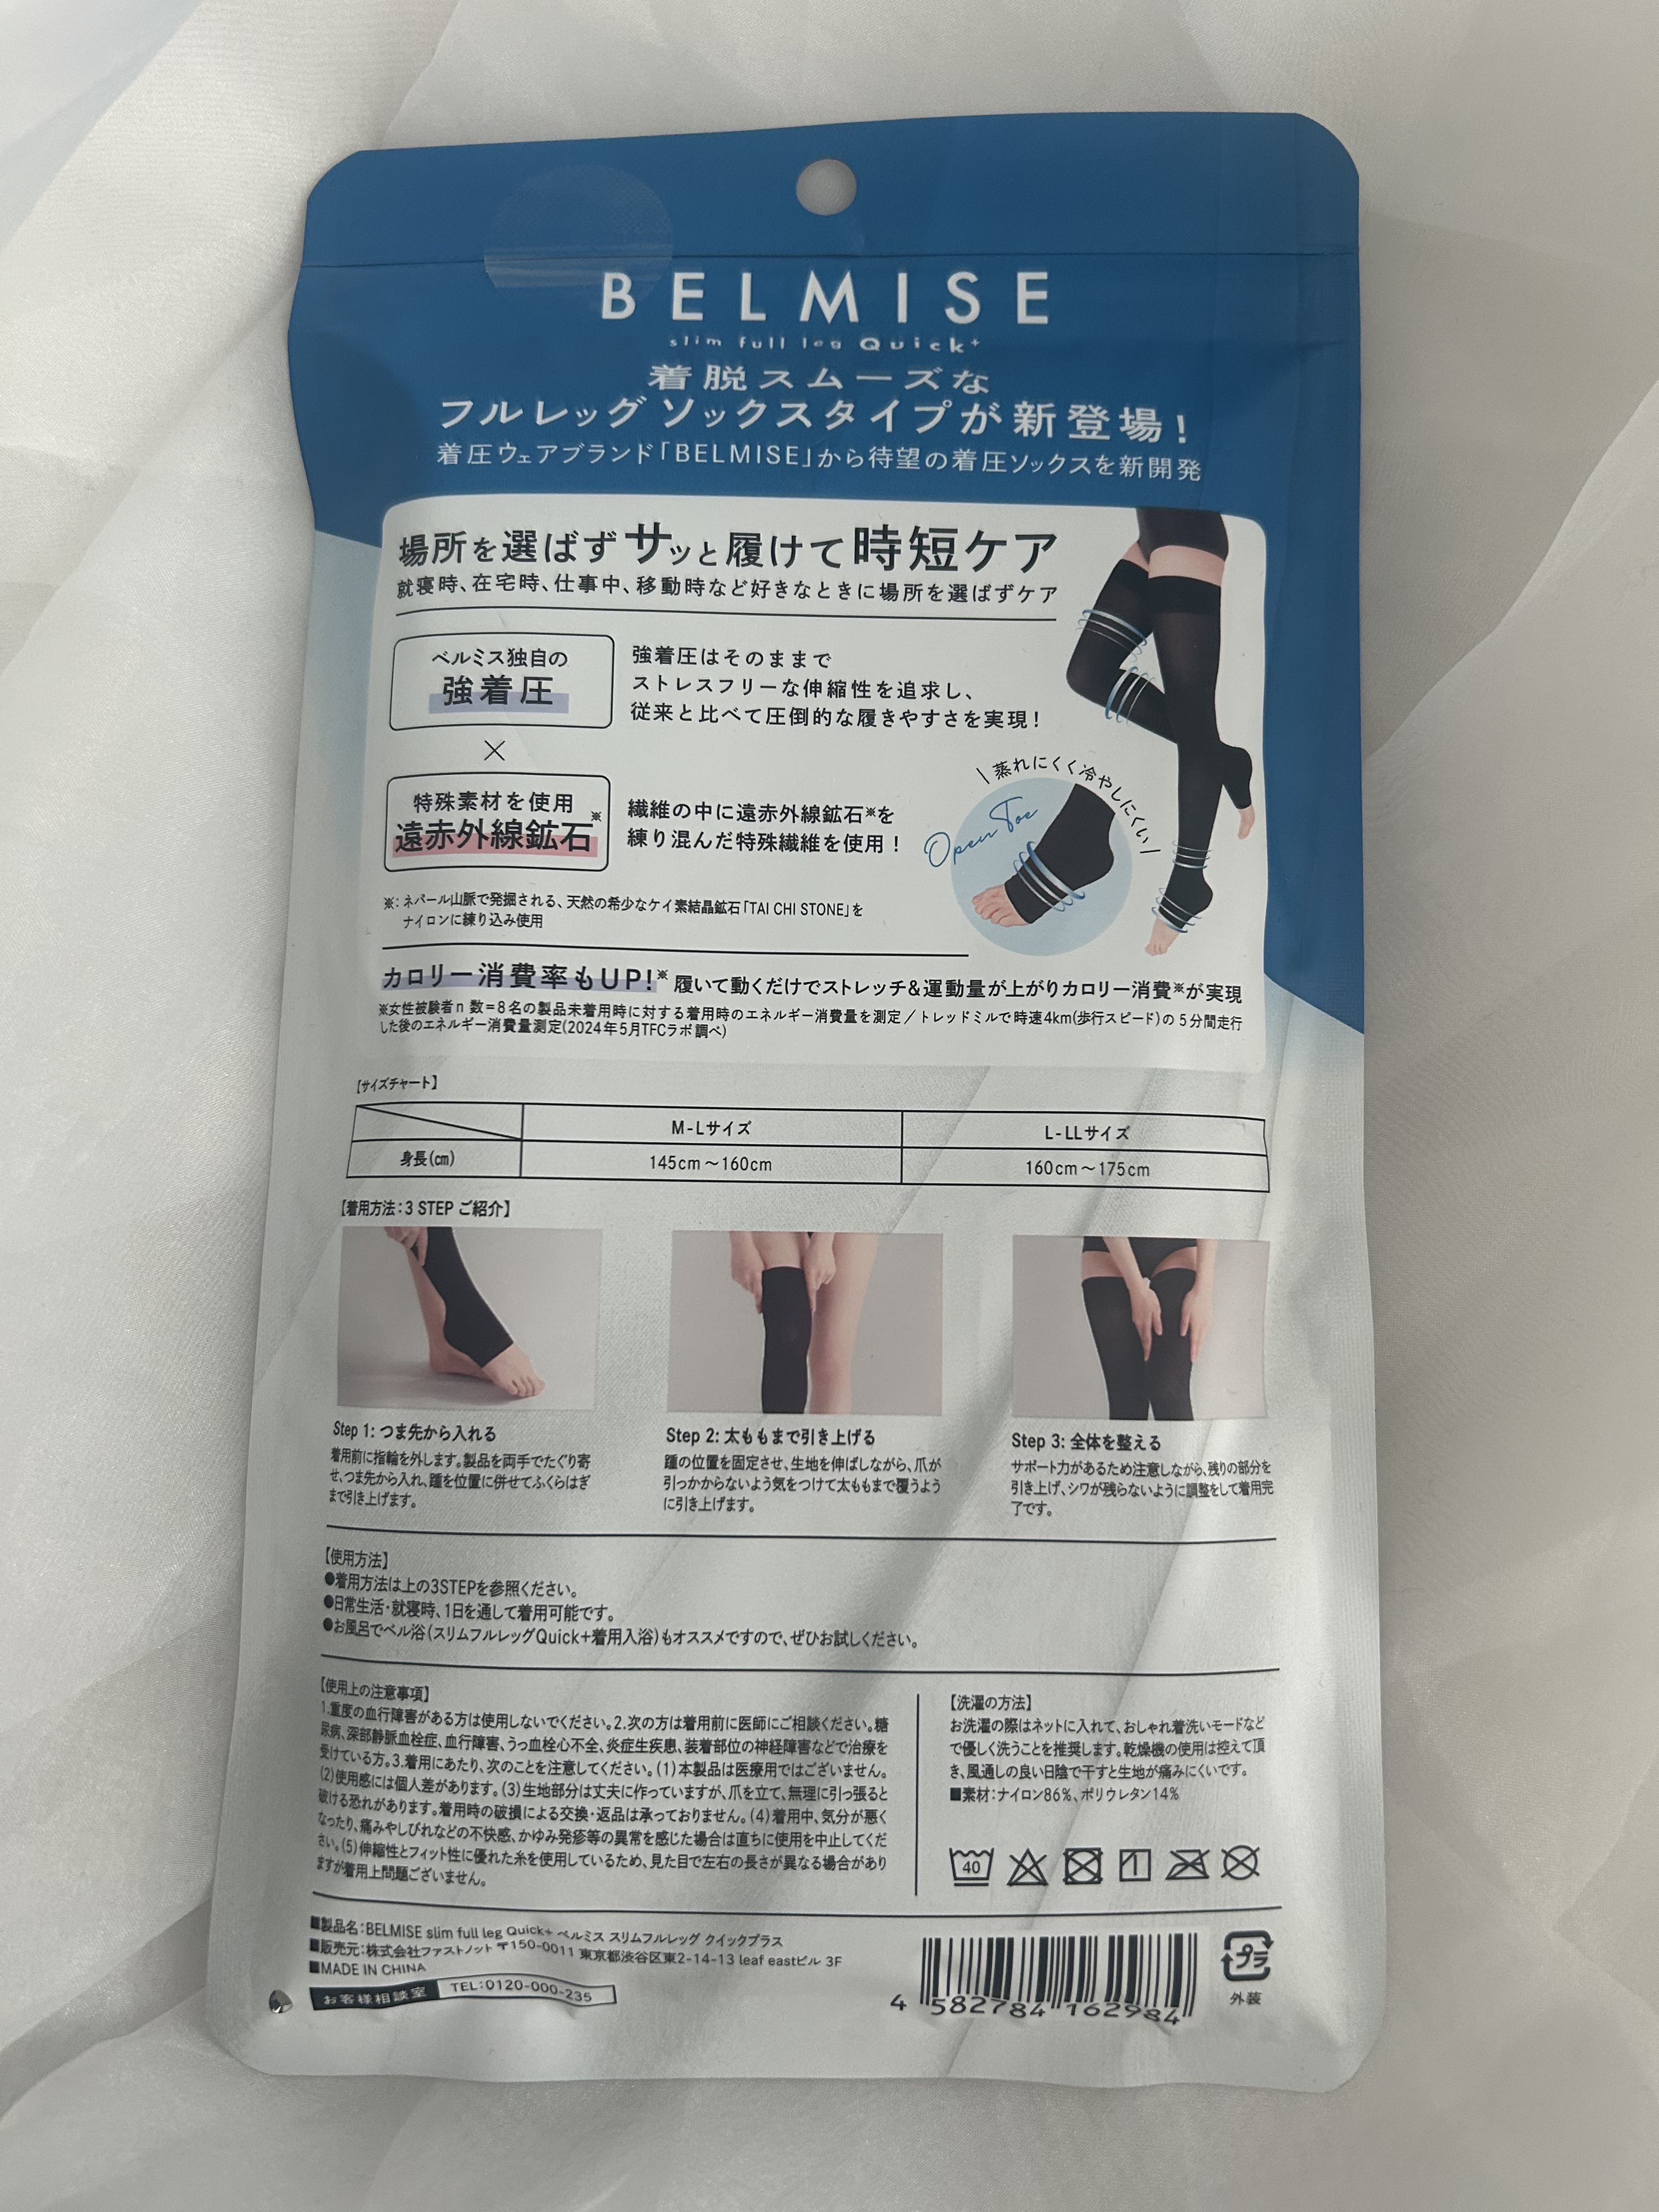 BELMISE
slim full leg Quick+
着脱スムーズな
フルレッグ ソックスタイプが新登場!
着圧ウェアブランド「BELMISE」から待望の着圧ソックスを新開発
場所を選ばずサッと履けて時短ケア
就寝時、在宅時、仕事中、移動時など好きなときに場所を選ばずケア
ベルミス独自の
強着圧
強着圧はそのままで
ストレスフリーな伸縮性を追求し、
従来と比べて圧倒的な履きやすさを実現!
×
特殊素材を使用
遠赤外線鉱石※
繊維の中に遠赤外線鉱石※を
練り混んだ特殊繊維を使用!
\蒸れにくく冷やしにくい/
Open Toe
※:ネパール山脈で発掘される、天然の希少なケイ素結晶鉱石「TAI CHI STONE」を
ナイロンに練り込み使用
カロリー消費率もUP!※ 履いて動くだけでストレッチ&運動量が上がりカロリー消費※が実現
※女性被験者n数=8名の製品未着用時に対する着用時のエネルギー消費量を測定/トレッドミルで時速4km(歩行スピード)の5分間走行
した後のエネルギー消費量測定(2024年5月TFCラボ調べ)
【サイズチャート】
M-Lサイズ L-LLサイズ
身長(cm) 145cm~160cm 160cm~175cm
【着用方法:3 STEP ご紹介】
Step 1: つま先から入れる
着用前に指輪を外します。製品を両手でたぐり寄
せ、つま先から入れ、踵を位置に併せてふくらはぎ
まで引き上げます。
Step 2: 太ももまで引き上げる
踵の位置を固定させ、生地を伸ばしながら、爪が
引っかからないよう気をつけて太ももまで覆うよう
に引き上げます。
Step 3: 全体を整える
サポート力があるため注意しながら、残りの部分を
引き上げ、シワが残らないように調整をして着用完
了です。
【使用方法】
●着用方法は上の3STEPを参照ください。
●日常生活・就寝時、1日を通して着用可能です。
●お風呂でベル浴(スリムフルレッグQuick+着用入浴)もオススメですので、ぜひお試しください。
【使用上の注意事項】
1.重度の血行障害がある方は使用しないでください。2.次の方は着用前に医師にご相談ください。糖
尿病、深部静脈血栓症、血行障害、うっ血栓心不全、炎症生疾患、装着部位の神経障害などで治療を
受けている方。3.着用にあたり、次のことを注意してください。(1)本製品は医療用ではございません。
(2)使用感には個人差があります。(3)生地部分は丈夫に作っていますが、爪を立て、無理に引っ張ると
破ける恐れがあります。着用時の破損による交換・返品は承っておりません。(4)着用中、気分が悪く
なったり、痛みやしびれなどの不快感、かゆみ発疹等の異常を感じた場合は直ちに使用を中止してくだ
さい。(5)伸縮性とフィット性に優れた糸を使用しているため、見た目で左右の長さが異なる場合があり
ますが着用上問題ございません。
【洗濯の方法】
お洗濯の際はネットに入れて、おしゃれ着洗いモードなど
で優しく洗うことを推奨します。乾燥機の使用は控えて頂
き、風通しの良い日陰で干すと生地が痛みにくいです。
■素材:ナイロン86%、ポリウレタン14%
40
■製品名:BELMISE slim full leg Quick+ ベルミス スリムフルレッグ クイックプラス
■販売元:株式会社ファストノット 〒150-0011 東京都渋谷区東2-14-13 leaf eastビル 3F
■MADE IN CHINA
お客様相談室 TEL:0120-000-235
4 582784 162984
プラ
外装